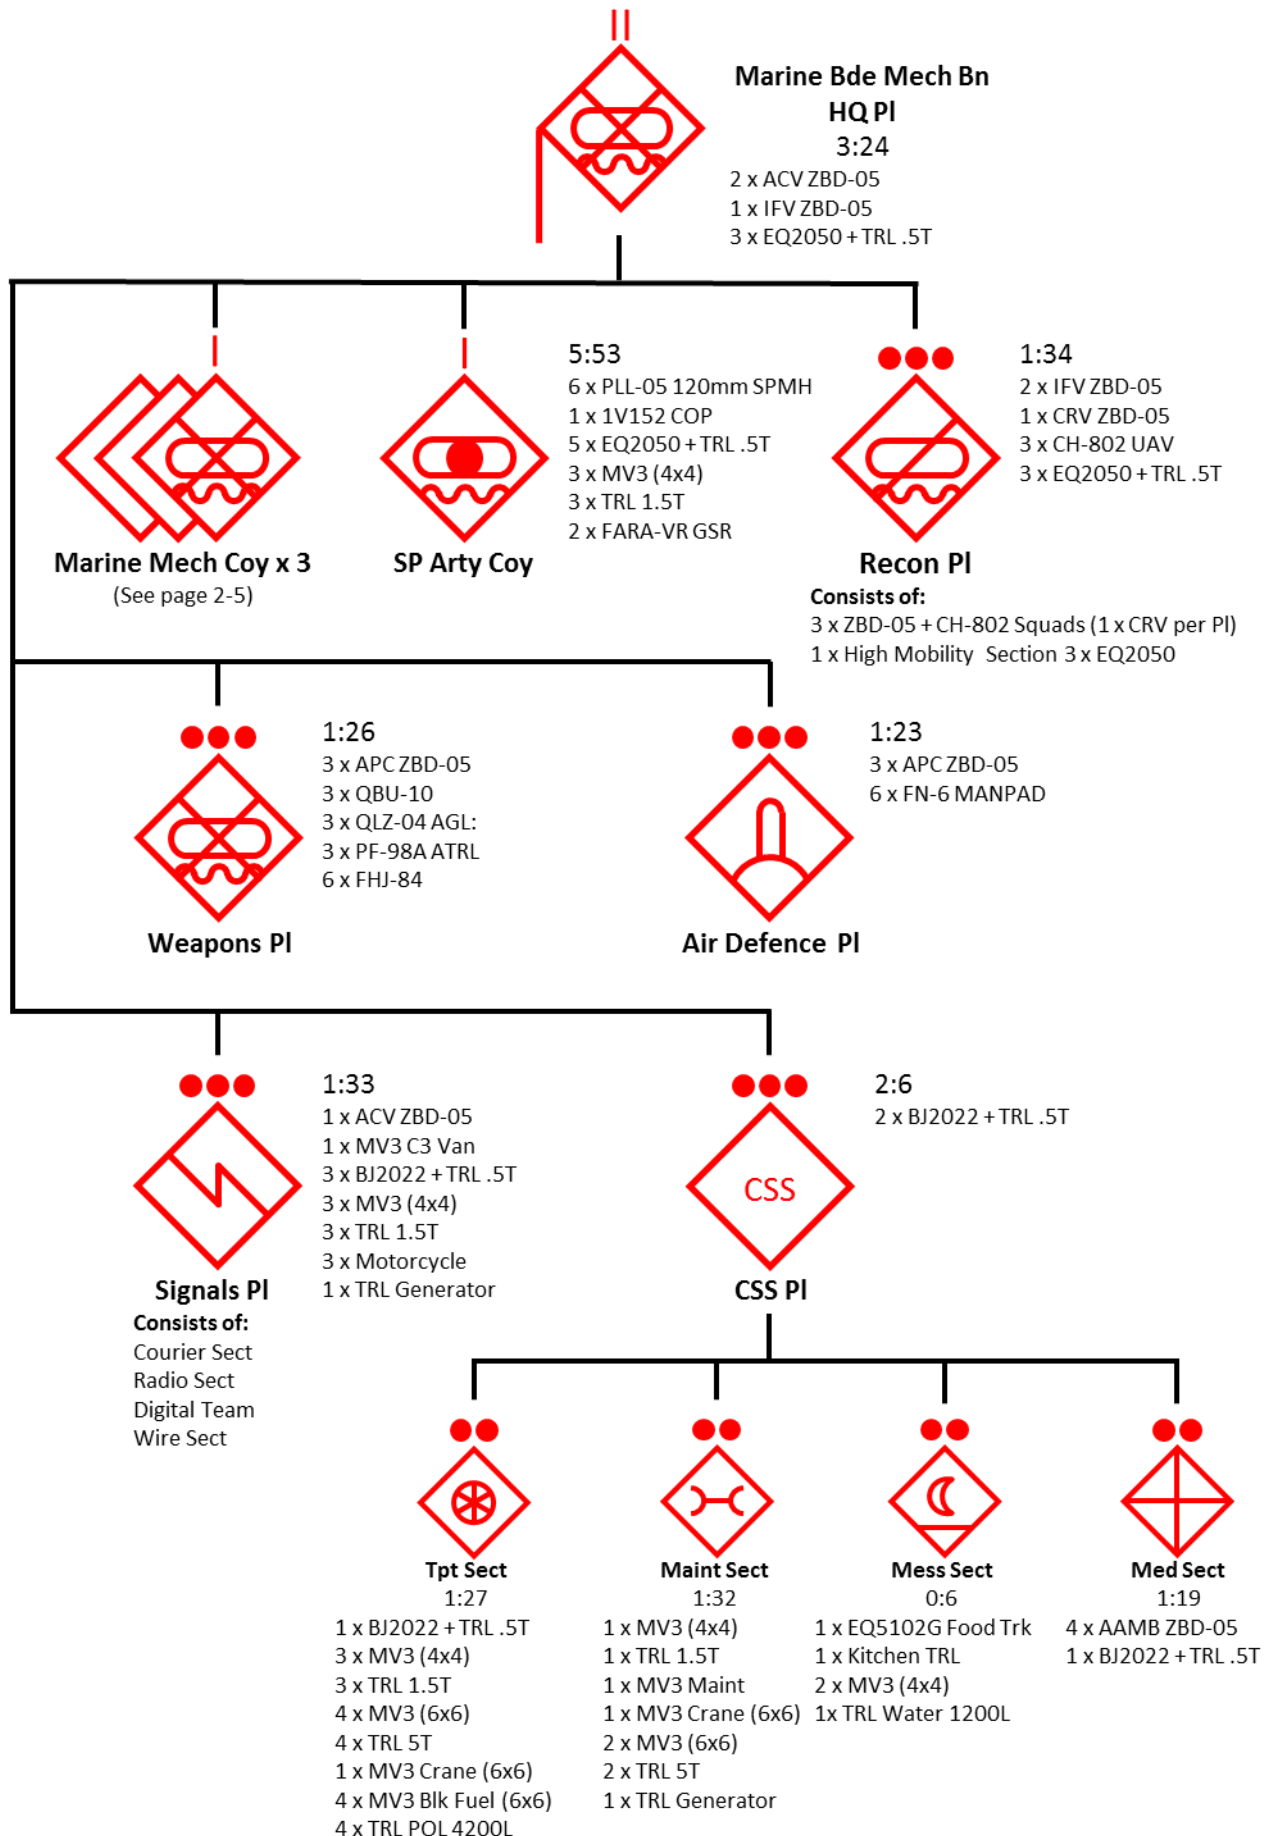 Marine Bde Mech Bn
HQ Pl
3:24
2 x ACV ZBD-05
1 x IFV ZBD-05
3 x EQ2050 + TRL .5T
Marine Mech Coy x 3
(See page 2-5)
5:53
6 x PLL-05 120mm SPMH
1 x 1V152 COP
5 x EQ2050 + TRL .5T
3 x MV3 (4x4)
3 x TRL 1.5T
2 x FARA-VR GSR
SP Arty Coy
1:34
2 x IFV ZBD-05
1 x CRV ZBD-05
3 x CH-802 UAV
3 x EQ2050 + TRL .5T
Recon Pl
Consists of:
3 x ZBD-05 + CH-802 Squads (1 x CRV per Pl)
1 x High Mobility Section 3 x EQ2050
1:26
3 x APC ZBD-05
3 x QBU-10
3 x QLZ-04 AGL:
3 x PF-98A ATRL
6 x FHJ-84
Weapons Pl
1:23
3 x APC ZBD-05
6 x FN-6 MANPAD
Air Defence Pl
1:33
1 x ACV ZBD-05
1 x MV3 C3 Van
3 x BJ2022 + TRL .5T
3 x MV3 (4x4)
3 x TRL 1.5T
3 x Motorcycle
1 x TRL Generator
Signals Pl
Consists of:
Courier Sect
Radio Sect
Digital Team
Wire Sect
2:6
2 x BJ2022 + TRL .5T
CSS
CSS Pl
Tpt Sect
1:27
1 x BJ2022 + TRL .5T
3 x MV3 (4x4)
3 x TRL 1.5T
4 x MV3 (6x6)
4 x TRL 5T
1 x MV3 Crane (6x6)
4 x MV3 Blk Fuel (6x6)
4 x TRL POL 4200L
Maint Sect
1:32
1 x MV3 (4x4)
1 x TRL 1.5T
1 x MV3 Maint
1 x MV3 Crane (6x6)
2 x MV3 (6x6)
2 x TRL 5T
1 x TRL Generator
Mess Sect
0:6
1 x EQ5102G Food Trk
1 x Kitchen TRL
2 x MV3 (4x4)
1x TRL Water 1200L
Med Sect
1:19
4 x AAMB ZBD-05
1 x BJ2022 + TRL .5T